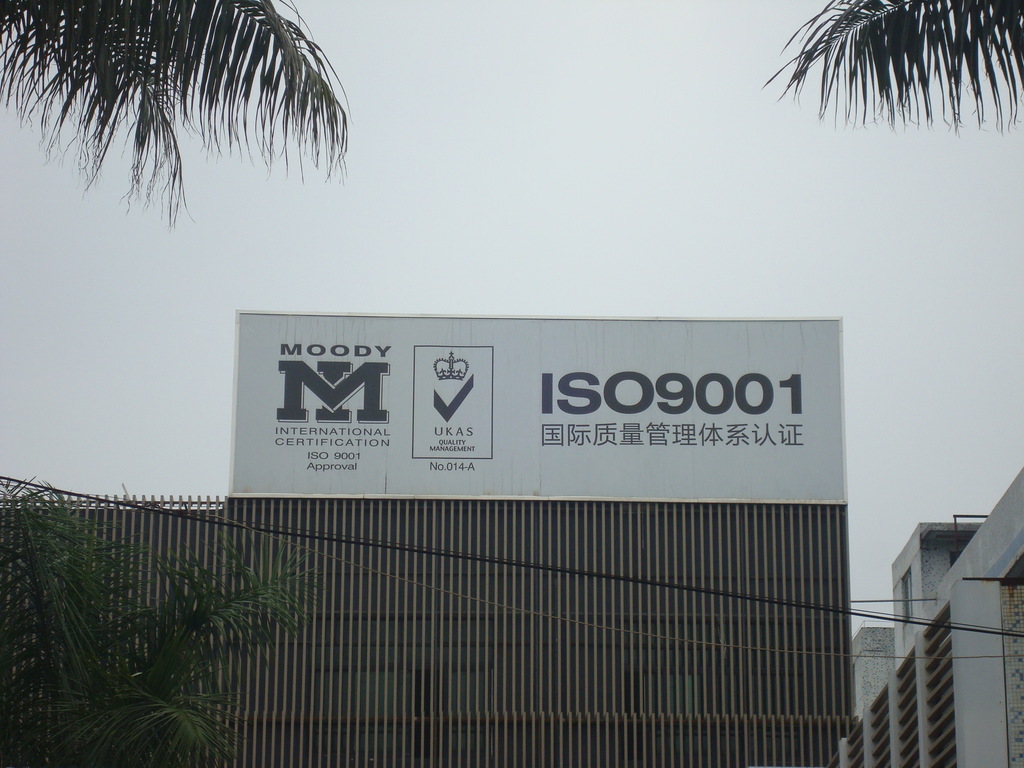 MOODY
INTERNATIONAL
CERTIFICATION
ISO 9001
Approval
UKAS
QUALITY
MANAGEMENT
No.014-A
ISO9001
国际质量管理体系认证